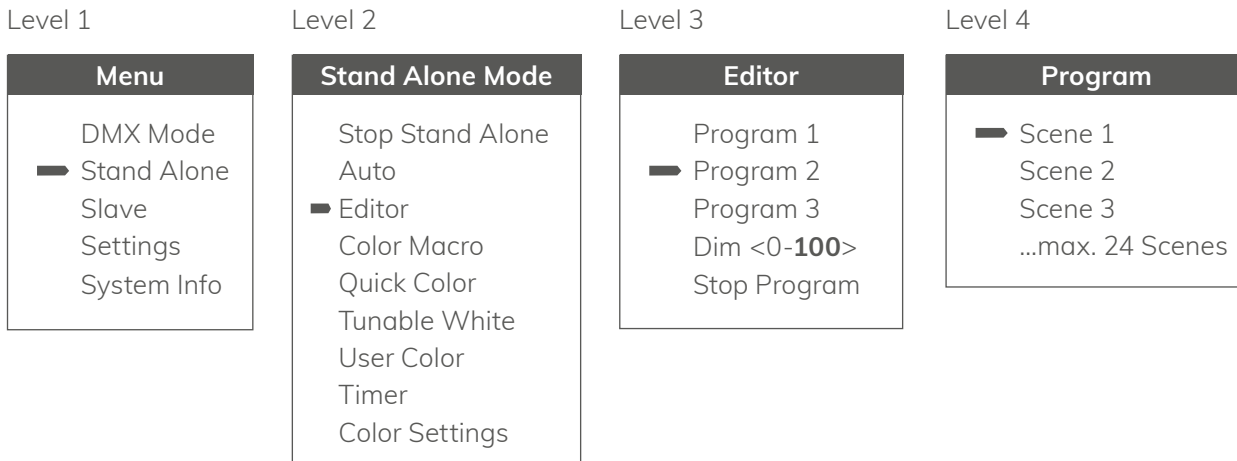 Level 1
Menu
DMX Mode
Stand Alone
Slave
Settings
System Info
Level 2
Stand Alone Mode
Stop Stand Alone
Auto
Editor
Color Macro
Quick Color
Tunable White
User Color
Timer
Color Settings
Level 3
Editor
Program 1
Program 2
Program 3
Dim <0-100>
Stop Program
Level 4
Program
Scene 1
Scene 2
Scene 3
...max. 24 Scenes